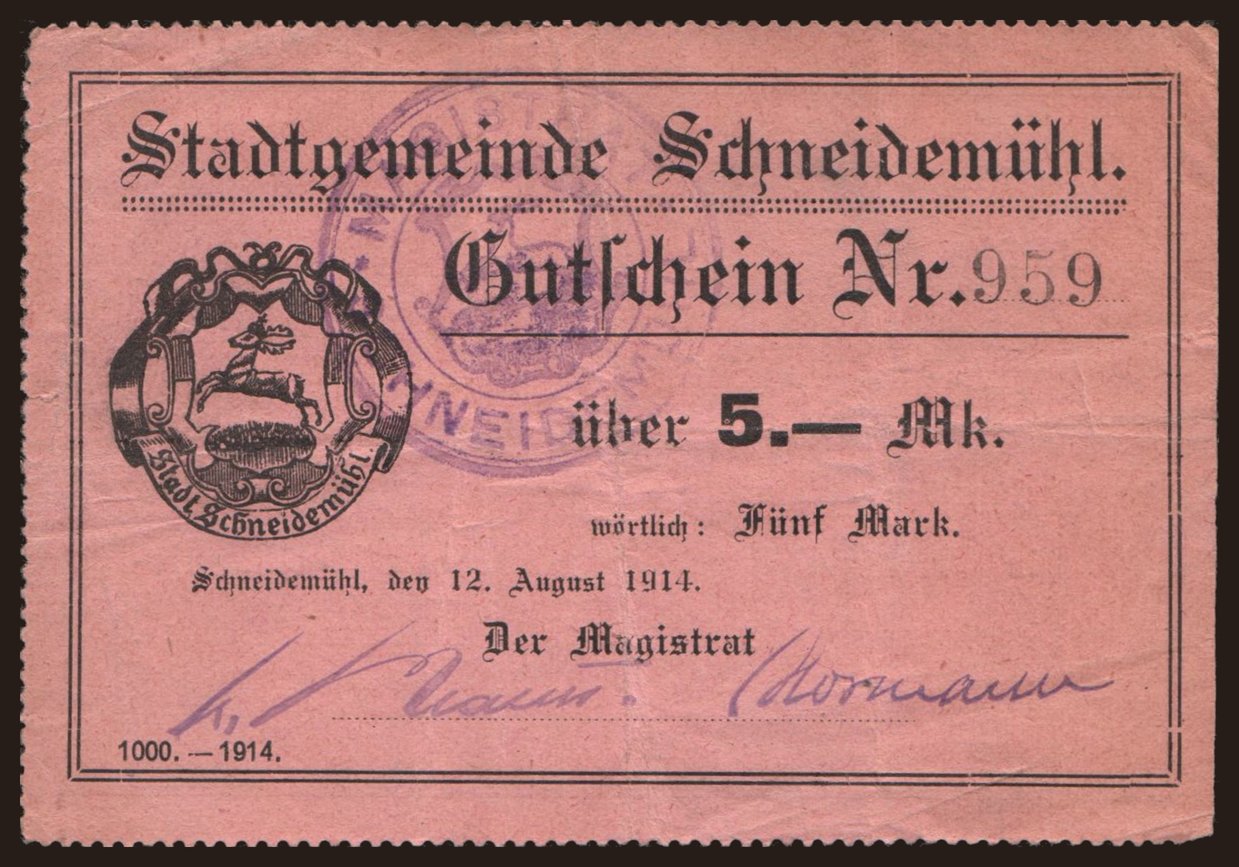 Stadtgemeinde Schneidemühl.
Gutschein Nr. 959
über 5.— Mk.
wörtlich: Fünf Mark.
Stadt Schneidemühl.
Schneidemühl, den 12. August 1914.
Der Magistrat
1000. — 1914.